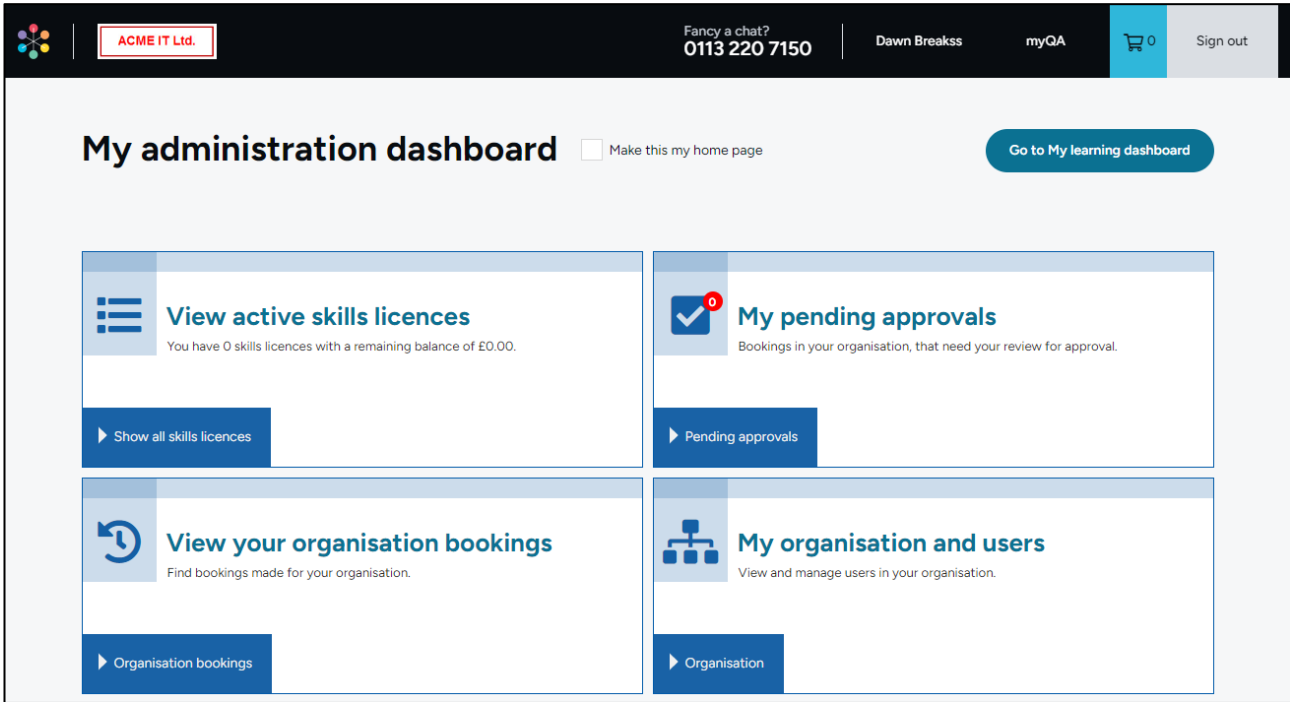 ACME IT Ltd.
Fancy a chat?
0113 220 7150
Dawn Breakss
myQA
0
Sign out
My administration dashboard
Make this my home page
Go to My learning dashboard
View active skills licences
You have 0 skills licences with a remaining balance of £0.00.
Show all skills licences
0
My pending approvals
Bookings in your organisation, that need your review for approval.
Pending approvals
View your organisation bookings
Find bookings made for your organisation.
Organisation bookings
My organisation and users
View and manage users in your organisation.
Organisation